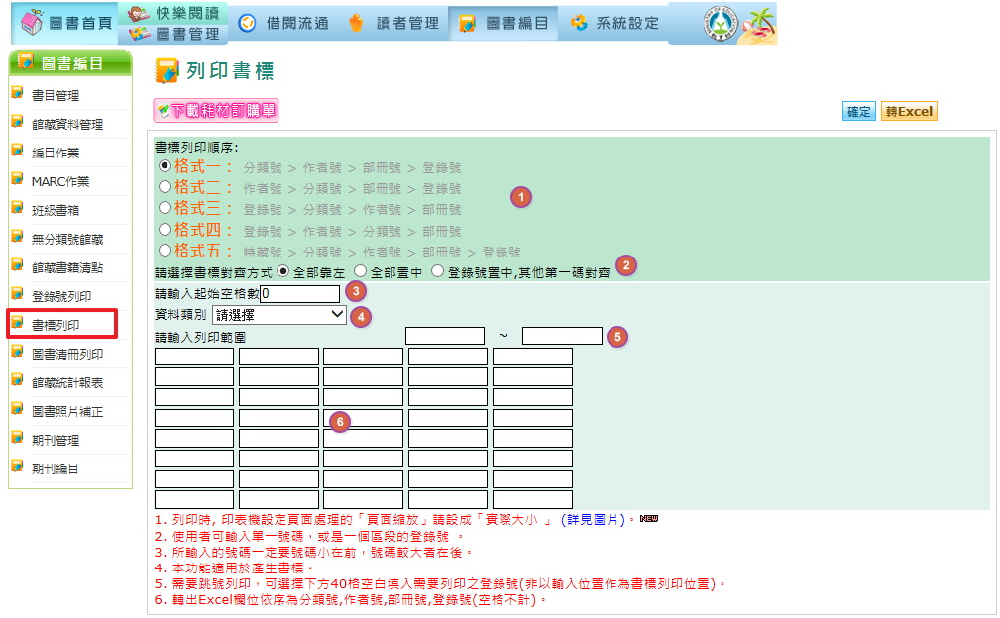 圖書首頁
快樂閱讀
圖書管理
借閱流通
讀者管理
圖書編目
系統設定
圖書編目
書目管理
館藏資料管理
編目作業
MARC作業
班級書箱
無分類號館藏
館藏書籍清點
登錄號列印
書標列印
圖書清冊列印
館藏統計報表
圖書照片補正
期刊管理
期刊編目
列印書標
下載耗材訂購單
確定 轉Excel
書標列印順序:
格式一： 分類號 > 作者號 > 部冊號 > 登錄號
格式二： 作者號 > 分類號 > 部冊號 > 登錄號
格式三： 登錄號 > 分類號 > 作者號 > 部冊號
格式四： 登錄號 > 作者號 > 分類號 > 部冊號
格式五： 特藏號 > 分類號 > 作者號 > 部冊號 > 登錄號
1
請選擇書標對齊方式 全部靠左 全部置中 登錄號置中,其他第一碼對齊 2
請輸入起始空格數 0 3
資料類別 請選擇 4
請輸入列印範圍 ~ 5
6
1. 列印時, 印表機設定頁面處理的「頁面縮放」請設成「實際大小 」 (詳見圖片)。NEW
2. 使用者可輸入單一號碼，或是一個區段的登錄號 。
3. 所輸入的號碼一定要號碼小在前，號碼較大者在後。
4. 本功能適用於產生書標。
5. 需要跳號列印，可選擇下方40格空白填入需要列印之登錄號(非以輸入位置作為書標列印位置)。
6. 轉出Excel欄位依序為分類號,作者號,部冊號,登錄號(空格不計)。